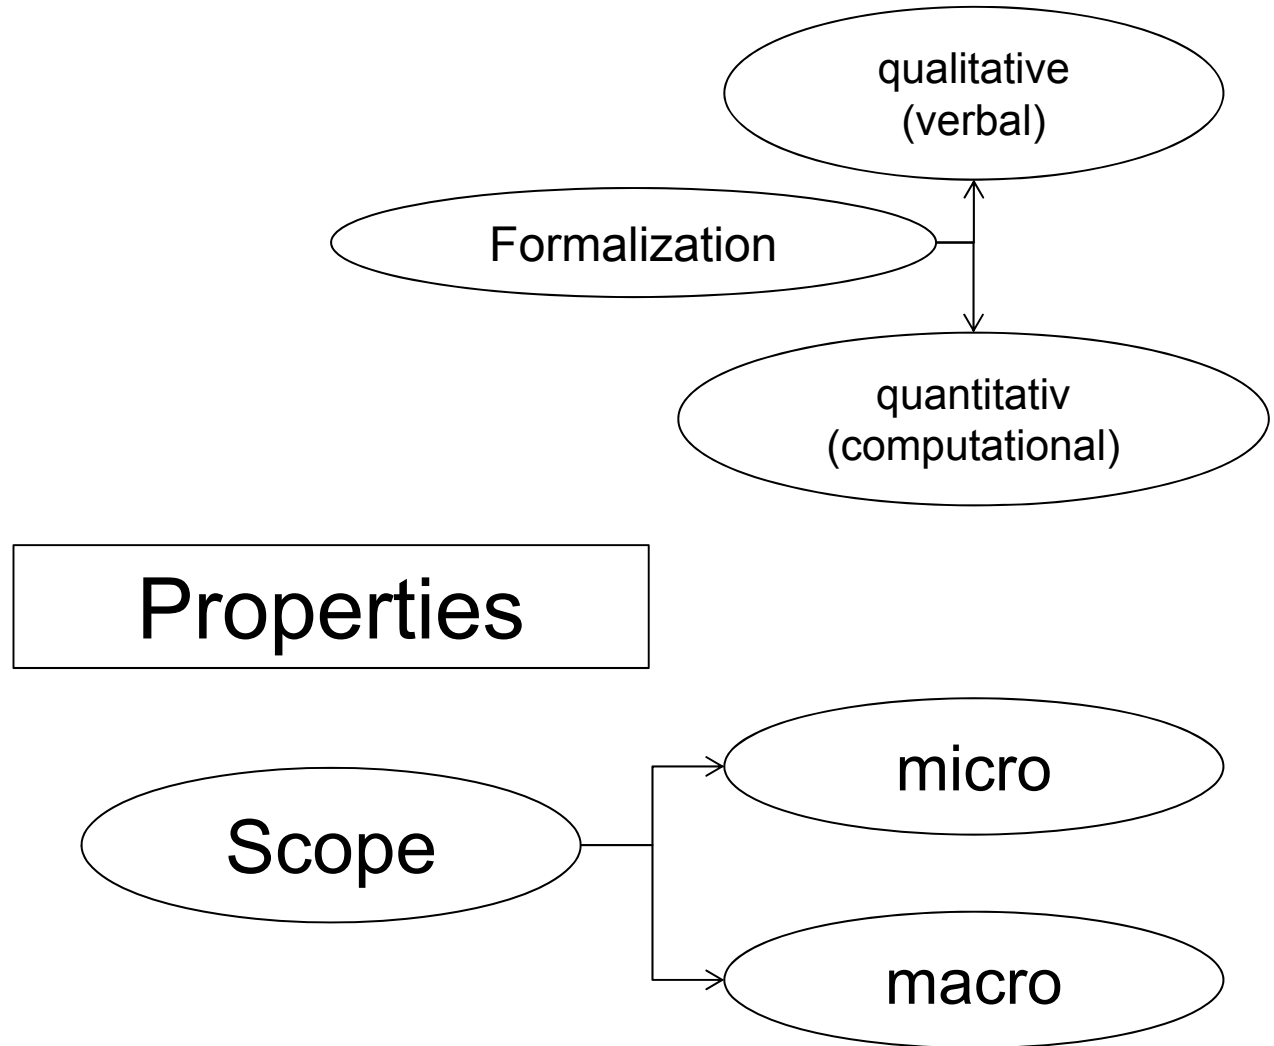 qualitative
(verbal)
Formalization
quantitativ
(computational)
Properties
micro
Scope
macro